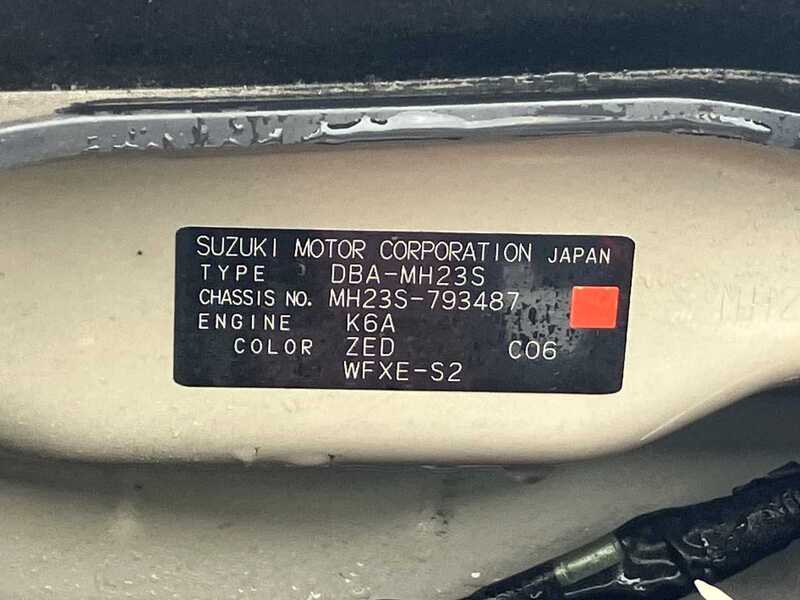 SUZUKI MOTOR CORPORATION JAPAN
TYPE DBA-MH23S
CHASSIS NO. MH23S-793487
ENGINE K6A
COLOR ZED C06
WFXE-S2